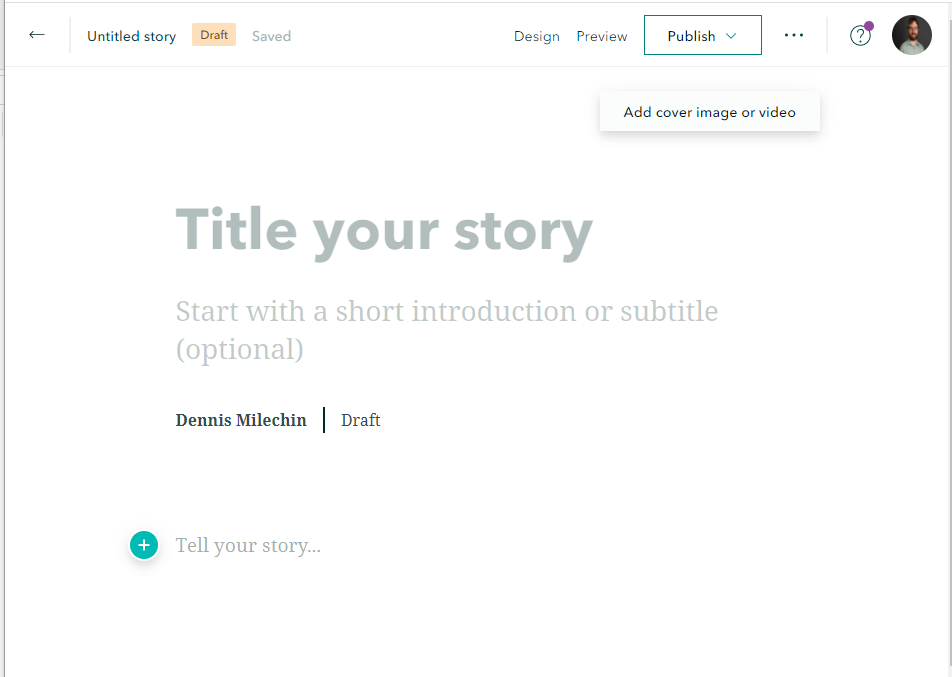 Untitled story Draft Saved Design Preview Publish
Add cover image or video
Title your story
Start with a short introduction or subtitle
(optional)
Dennis Milechin Draft
Tell your story...